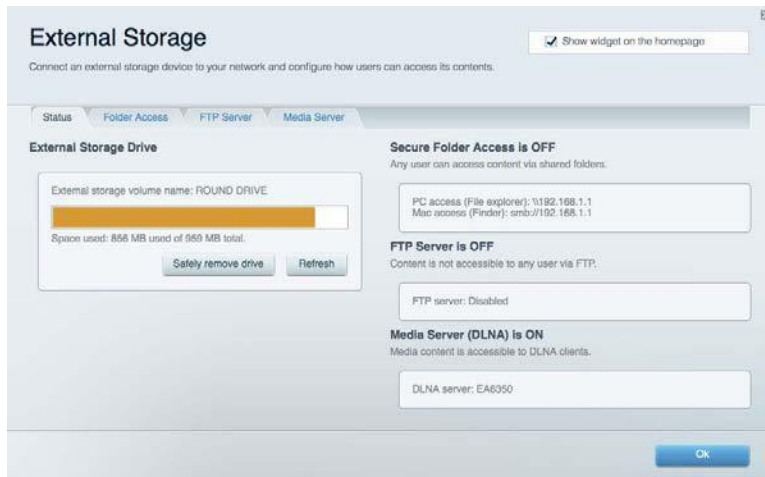 External Storage
Show widget on the homepage
Connect an external storage device to your network and configure how users can access its contents.
Status
Folder Access
FTP Server
Media Server
External Storage Drive
External storage volume name: ROUND DRIVE
Space used: 856 MB used of 959 MB total.
Safely remove drive
Refresh
Secure Folder Access is OFF
Any user can access content via shared folders.
PC access (File explorer): \\192.168.1.1
Mac access (Finder): smb://192.168.1.1
FTP Server is OFF
Content is not accessible to any user via FTP.
FTP server: Disabled
Media Server (DLNA) is ON
Media content is accessible to DLNA clients.
DLNA server: EA6350
Ok